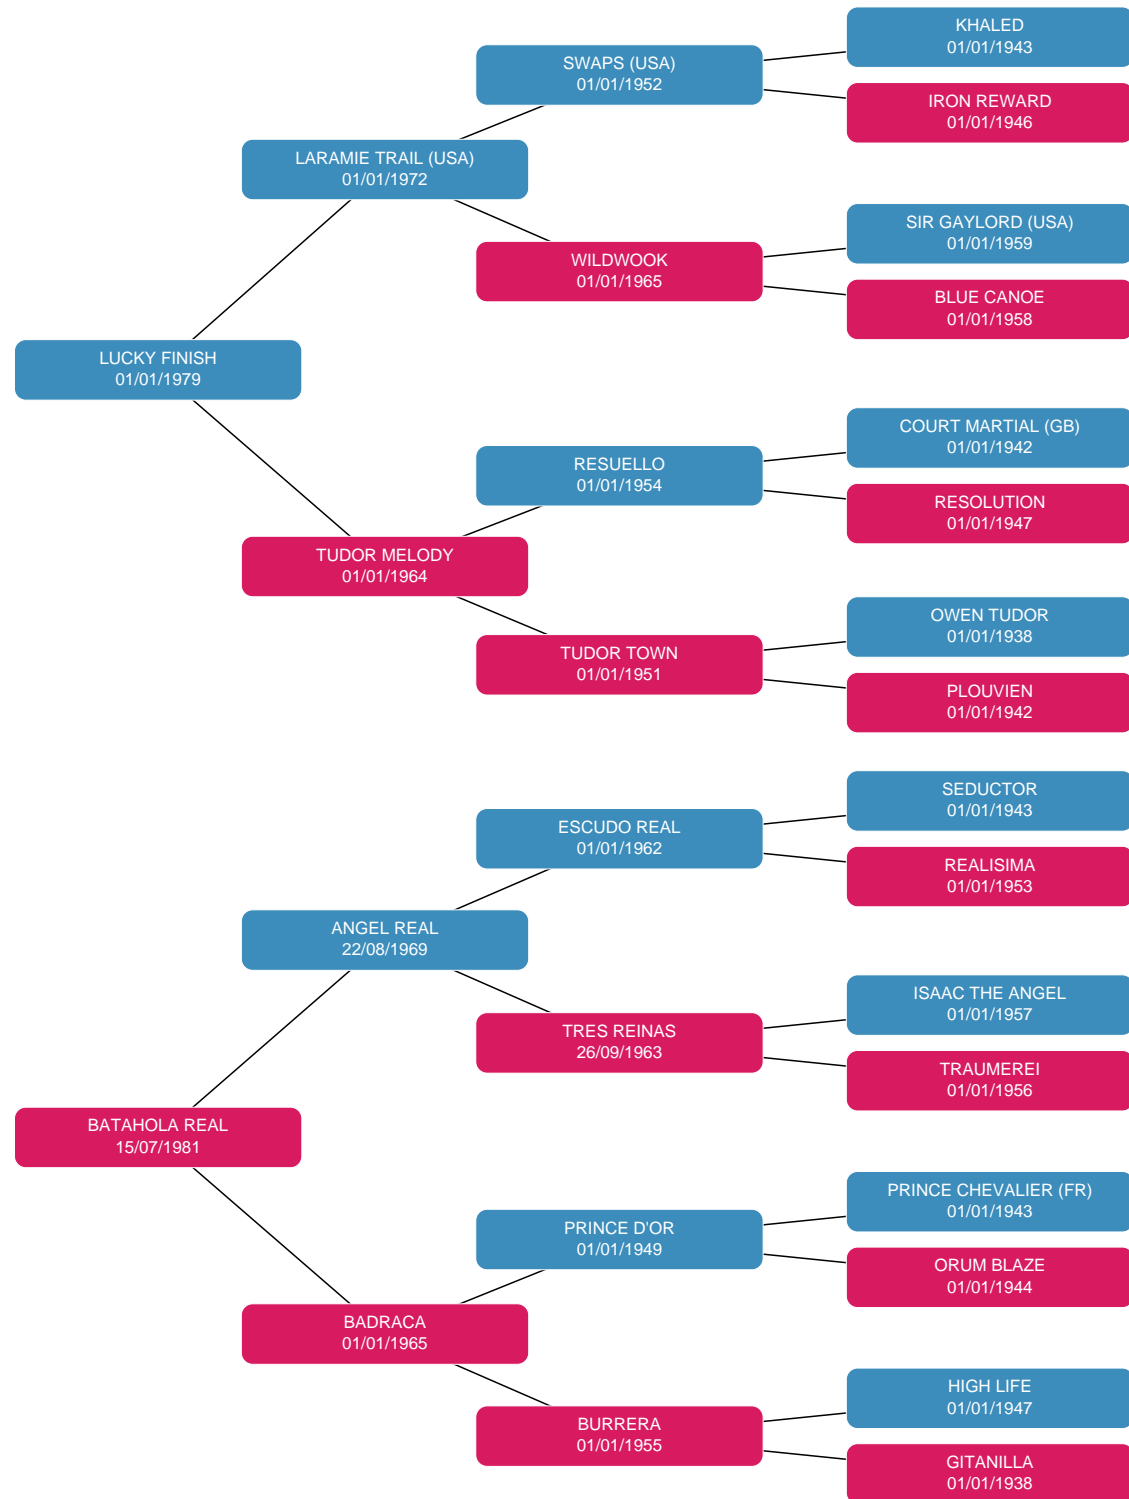 KHALED
01/01/1943
SWAPS (USA)
01/01/1952
IRON REWARD
01/01/1946
LARAMIE TRAIL (USA)
01/01/1972
SIR GAYLORD (USA)
01/01/1959
WILDWOOK
01/01/1965
BLUE CANOE
01/01/1958
LUCKY FINISH
01/01/1979
COURT MARTIAL (GB)
01/01/1942
RESUELLO
01/01/1954
RESOLUTION
01/01/1947
TUDOR MELODY
01/01/1964
OWEN TUDOR
01/01/1938
TUDOR TOWN
01/01/1951
PLOUVIEN
01/01/1942
SEDUCTOR
01/01/1943
ESCUDO REAL
01/01/1962
REALISIMA
01/01/1953
ANGEL REAL
22/08/1969
ISAAC THE ANGEL
01/01/1957
TRES REINAS
26/09/1963
TRAUMEREI
01/01/1956
BATAHOLA REAL
15/07/1981
PRINCE CHEVALIER (FR)
01/01/1943
PRINCE D'OR
01/01/1949
ORUM BLAZE
01/01/1944
BADRACA
01/01/1965
HIGH LIFE
01/01/1947
BURRERA
01/01/1955
GITANILLA
01/01/1938